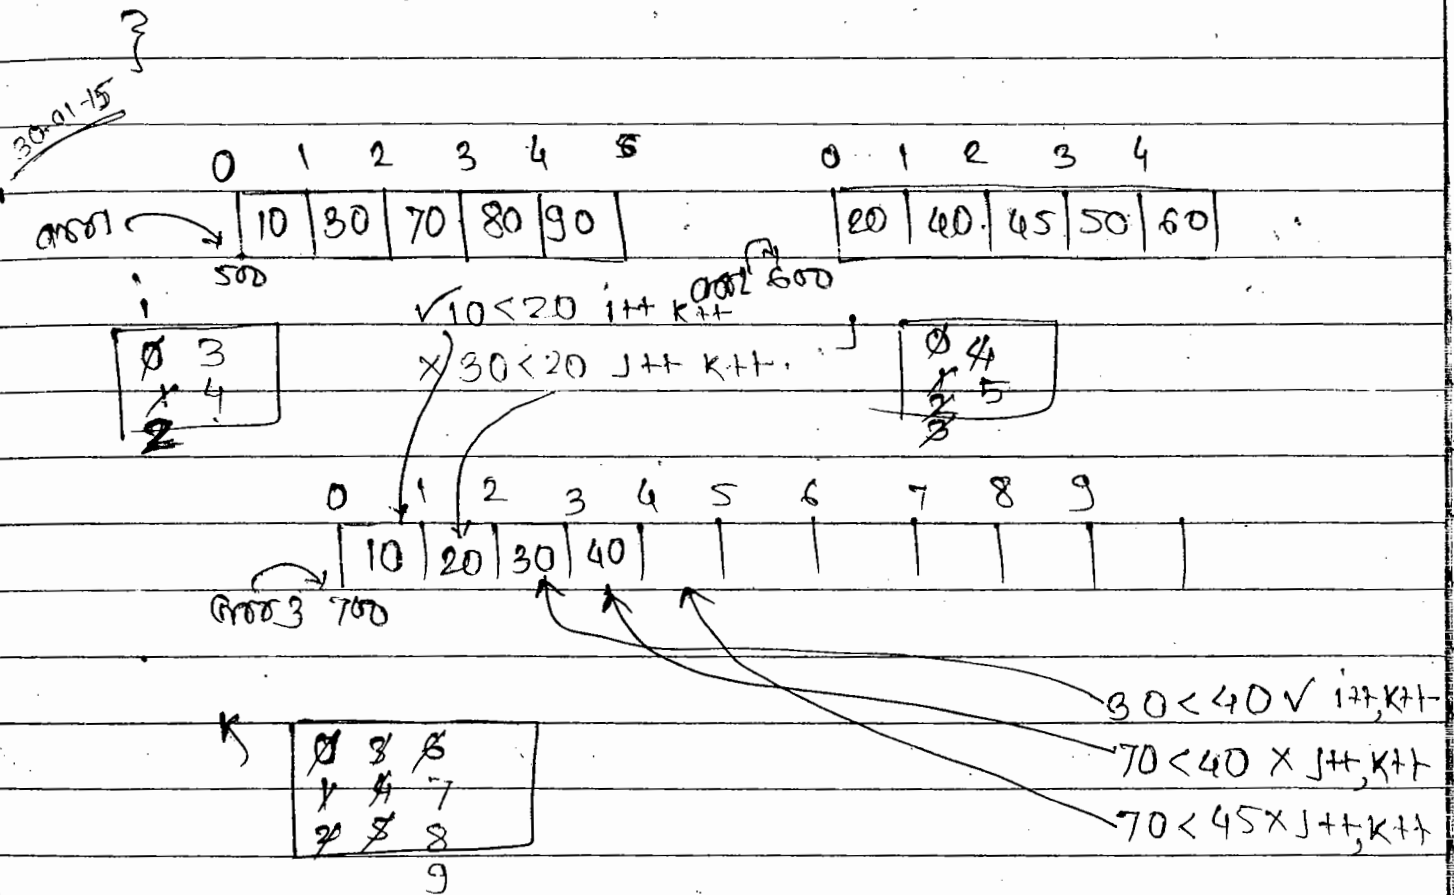 }
30-01-15
0 1 2 3 4 5
0 1 2 3 4
arr1 10 30 70 80 90
20 40 45 50 60
500
arr2 600
i
√10<20 i++ k++
j
0 3
×30<20 j++ k++.
0 4
1 4
1 5
2
2
3
0 1 2 3 4 5 6 7 8 9
10 20 30 40
arr3 700
30<40√ i++,k++
k
0 3 6
70<40 × j++,k++
1 4 7
70<45× j++,k++
2 5 8
9